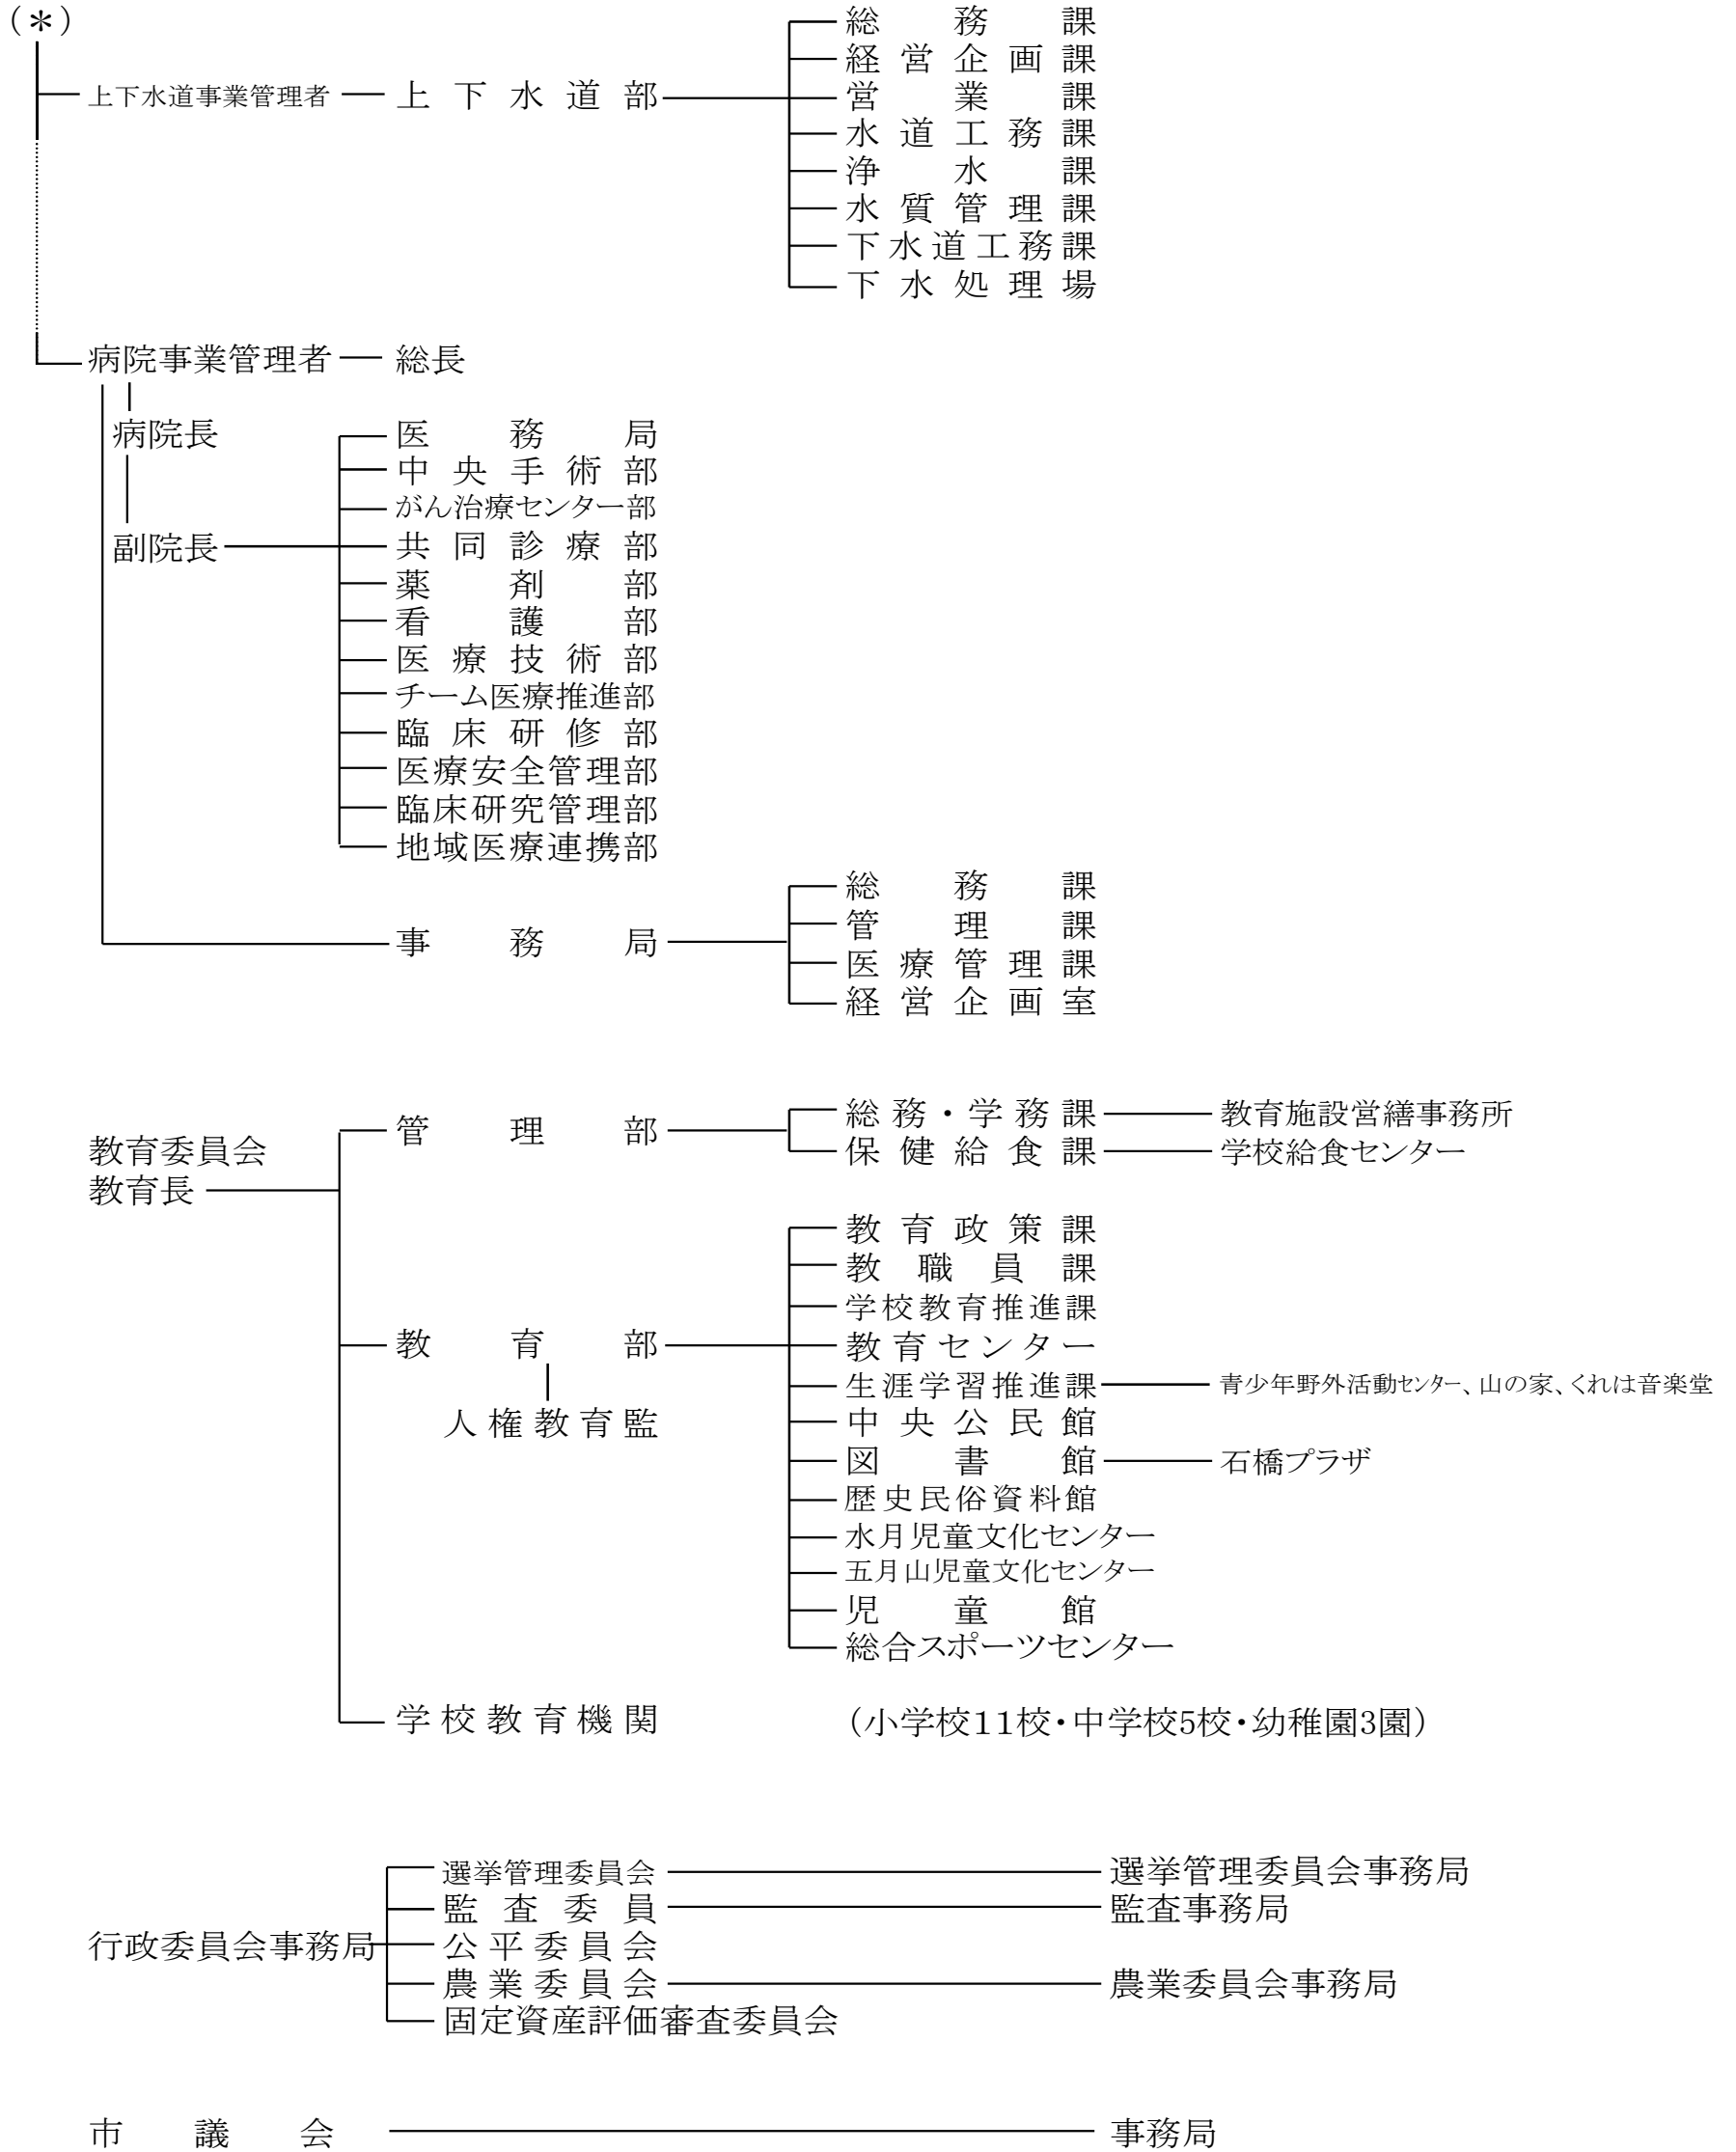 （＊）
総務課
経営企画課
上下水道事業管理者 上下水道部 営業課
水道工務課
浄水課
水質管理課
下水道工務課
下水処理場
病院事業管理者 総長
病院長
副院長
医務局
中央手術部
がん治療センター部
共同診療部
薬剤部
看護部
医療技術部
チーム医療推進部
臨床研修部
医療安全管理部
臨床研究管理部
地域医療連携部
事務局
総務課
管理課
医療管理課
経営企画室
教育委員会
教育長
管理部
総務・学務課 教育施設営繕事務所
保健給食課 学校給食センター
教育部
人権教育監
教育政策課
教職員課
学校教育推進課
教育センター
生涯学習推進課 青少年野外活動センター、山の家、くれは音楽堂
中央公民館
図書館 石橋プラザ
歴史民俗資料館
水月児童文化センター
五月山児童文化センター
児童館
総合スポーツセンター
学校教育機関 （小学校11校・中学校5校・幼稚園3園）
行政委員会事務局
選挙管理委員会 選挙管理委員会事務局
監査委員 監査事務局
公平委員会
農業委員会 農業委員会事務局
固定資産評価審査委員会
市議会 事務局